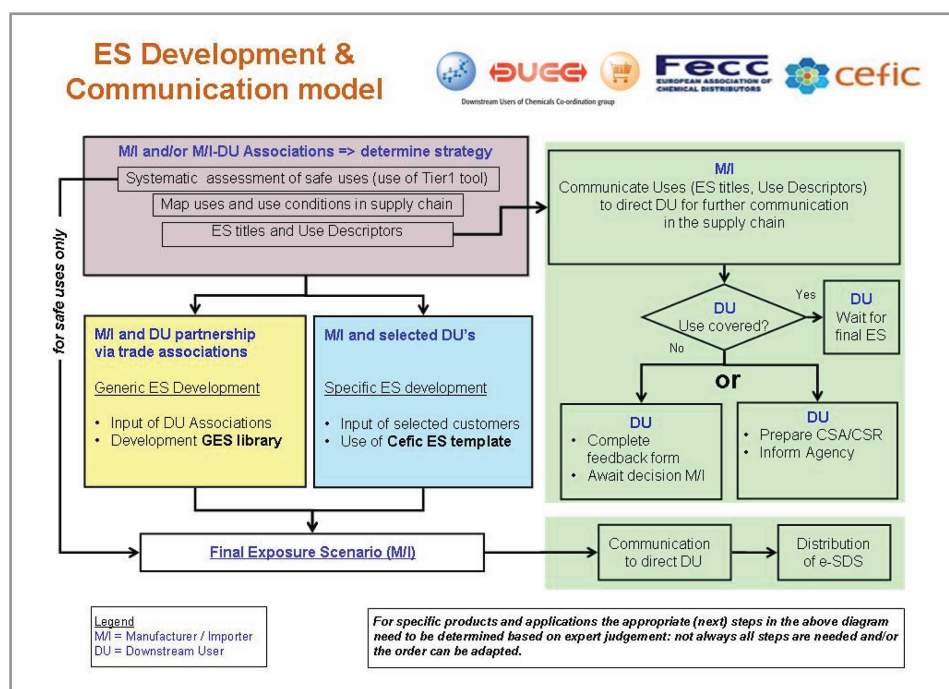 ES Development &
Communication model
DUCC
Downstream Users of Chemicals Co-ordination group
Fecc
EUROPEAN ASSOCIATION OF
CHEMICAL DISTRIBUTORS
cefic
M/I and/or M/I-DU Associations => determine strategy
Systematic assessment of safe uses (use of Tier1 tool)
Map uses and use conditions in supply chain
ES titles and Use Descriptors
for safe uses only
M/I
Communicate Uses (ES titles, Use Descriptors)
to direct DU for further communication
in the supply chain
DU
Use covered?
Yes
No
DU
Wait for
final ES
or
DU
• Complete
feedback form
• Await decision M/I
DU
• Prepare CSA/CSR
• Inform Agency
M/I and DU partnership
via trade associations
Generic ES Development
• Input of DU Associations
• Development GES library
M/I and selected DU's
Specific ES development
• Input of selected customers
• Use of Cefic ES template
Final Exposure Scenario (M/I)
Communication
to direct DU
Distribution
of e-SDS
Legend
M/I = Manufacturer / Importer
DU = Downstream User
For specific products and applications the appropriate (next) steps in the above diagram
need to be determined based on expert judgement: not always all steps are needed and/or
the order can be adapted.